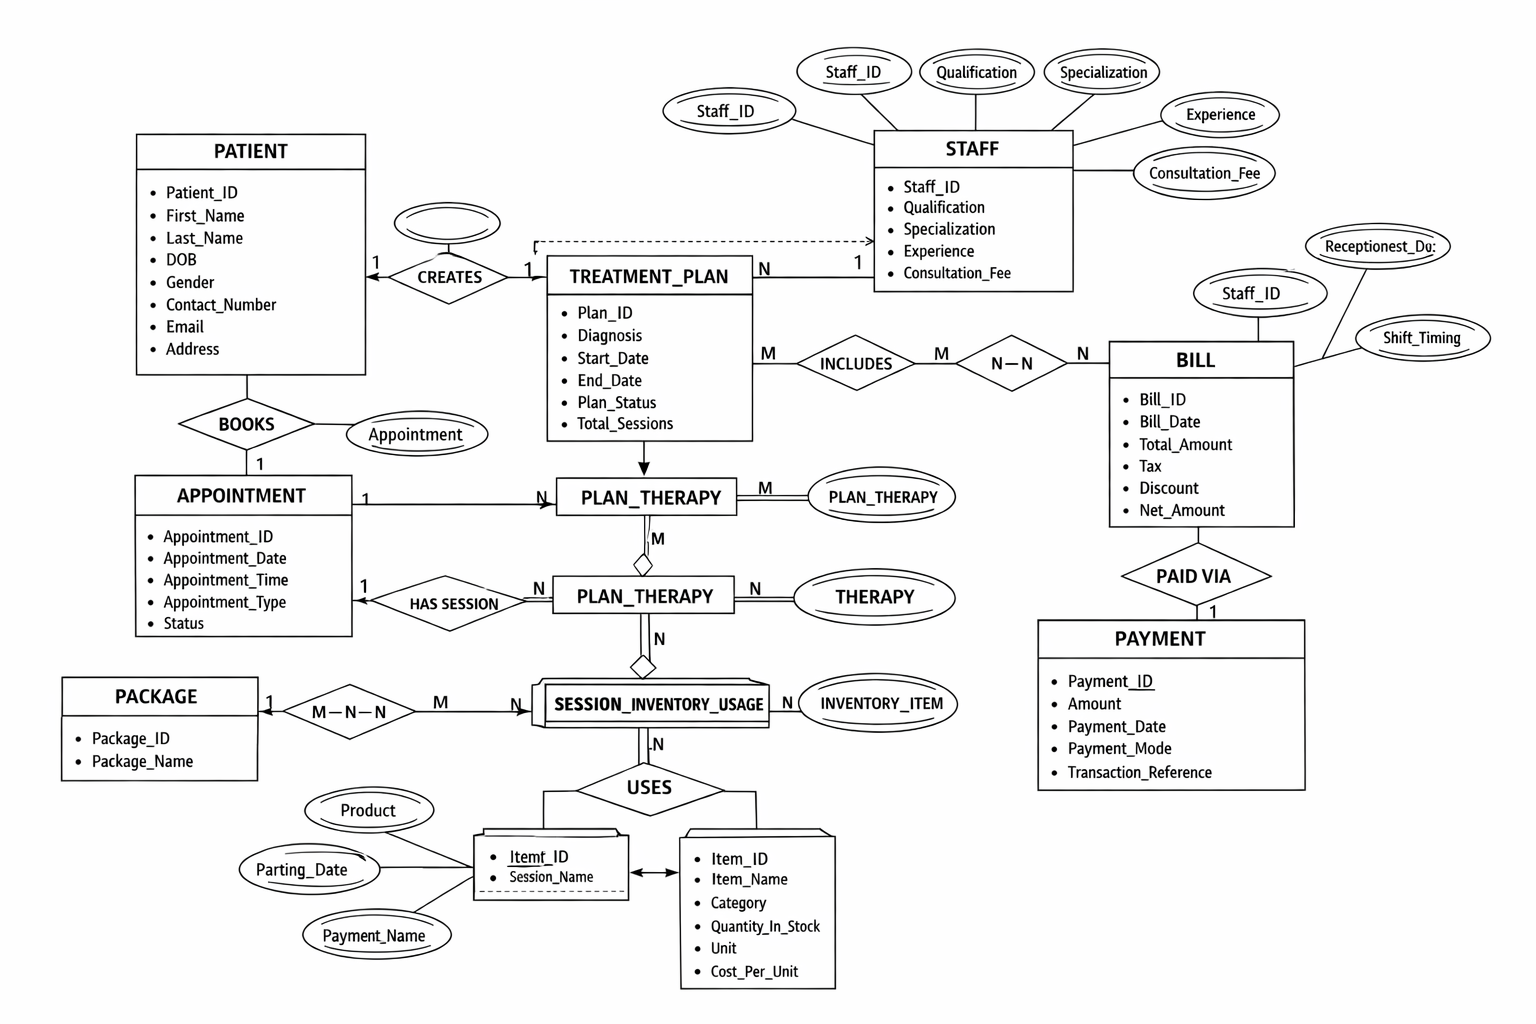 Staff_ID
Qualification
Specialization
Staff_ID
Experience
Consultation_Fee
STAFF
• Staff_ID
• Qualification
• Specialization
• Experience
• Consultation_Fee
PATIENT
• Patient_ID
• First_Name
• Last_Name
• DOB
• Gender
• Contact_Number
• Email
• Address
1
CREATES
1
TREATMENT_PLAN
N
1
• Plan_ID
• Diagnosis
• Start_Date
• End_Date
• Plan_Status
• Total_Sessions
Receptionest_Du:
Staff_ID
Shift_Timing
M
INCLUDES
M
N—N
N
BILL
• Bill_ID
• Bill_Date
• Total_Amount
• Tax
• Discount
• Net_Amount
BOOKS
Appointment
1
APPOINTMENT
• Appointment_ID
• Appointment_Date
• Appointment_Time
• Appointment_Type
• Status
1
N
PLAN_THERAPY
M
PLAN_THERAPY
M
1
HAS SESSION
N
PLAN_THERAPY
N
THERAPY
N
PAID VIA
1
PAYMENT
• Payment_ID
• Amount
• Payment_Date
• Payment_Mode
• Transaction_Reference
PACKAGE
• Package_ID
• Package_Name
1
M—N—N
M
N
SESSION_INVENTORY_USAGE
N
INVENTORY_ITEM
N
USES
Product
Parting_Date
Payment_Name
• Itemt_ID
• Session_Name
• Item_ID
• Item_Name
• Category
• Quantity_In_Stock
• Unit
• Cost_Per_Unit